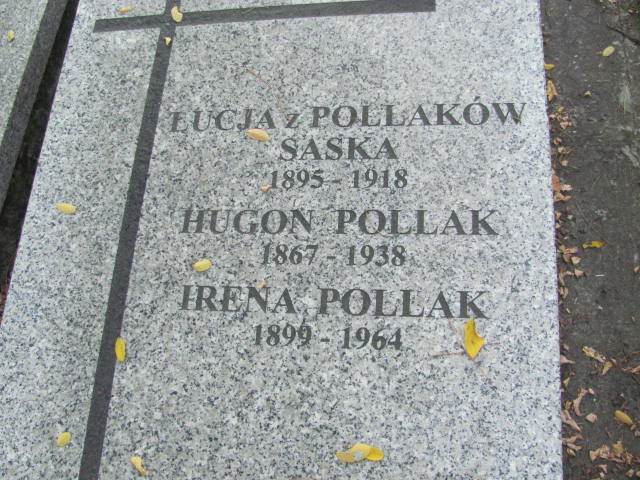 ŁUCJA z POLLAKÓW
SASKA
1895 - 1918
HUGON POLLAK
1867 - 1938
IRENA POLLAK
1899 - 1964